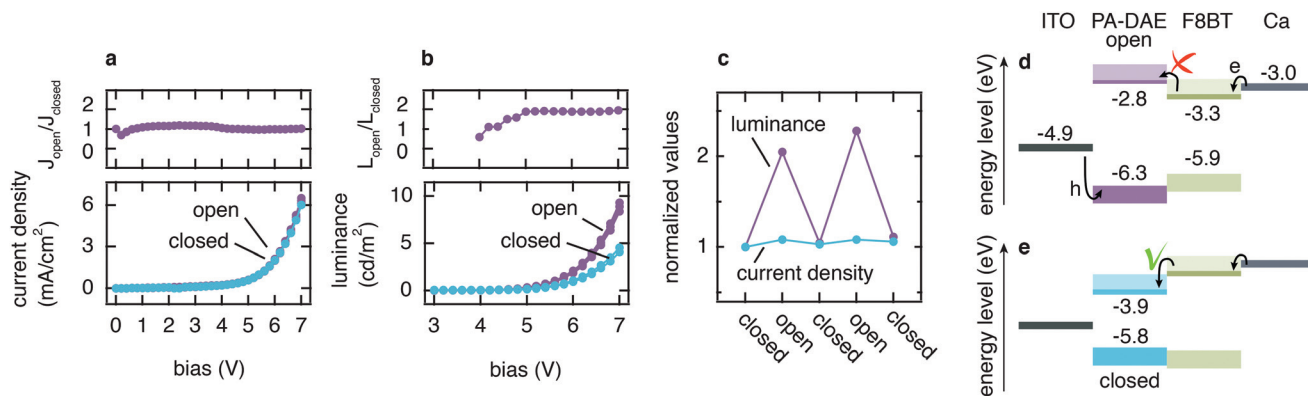 a
J_open/J_closed
2
1
0
current density
(mA/cm²)
6
3
0
open
closed
0 1 2 3 4 5 6 7
bias (V)
b
L_open/L_closed
2
1
0
luminance
(cd/m²)
10
5
0
open
closed
3 4 5 6 7
bias (V)
c
normalized values
2
1
luminance
current density
closed
open
closed
open
closed
ITO PA-DAE F8BT Ca
open
d
energy level (eV)
e
-3.0
-2.8
-3.3
-4.9
-5.9
-6.3
h
e
energy level (eV)
-3.9
-5.8
closed